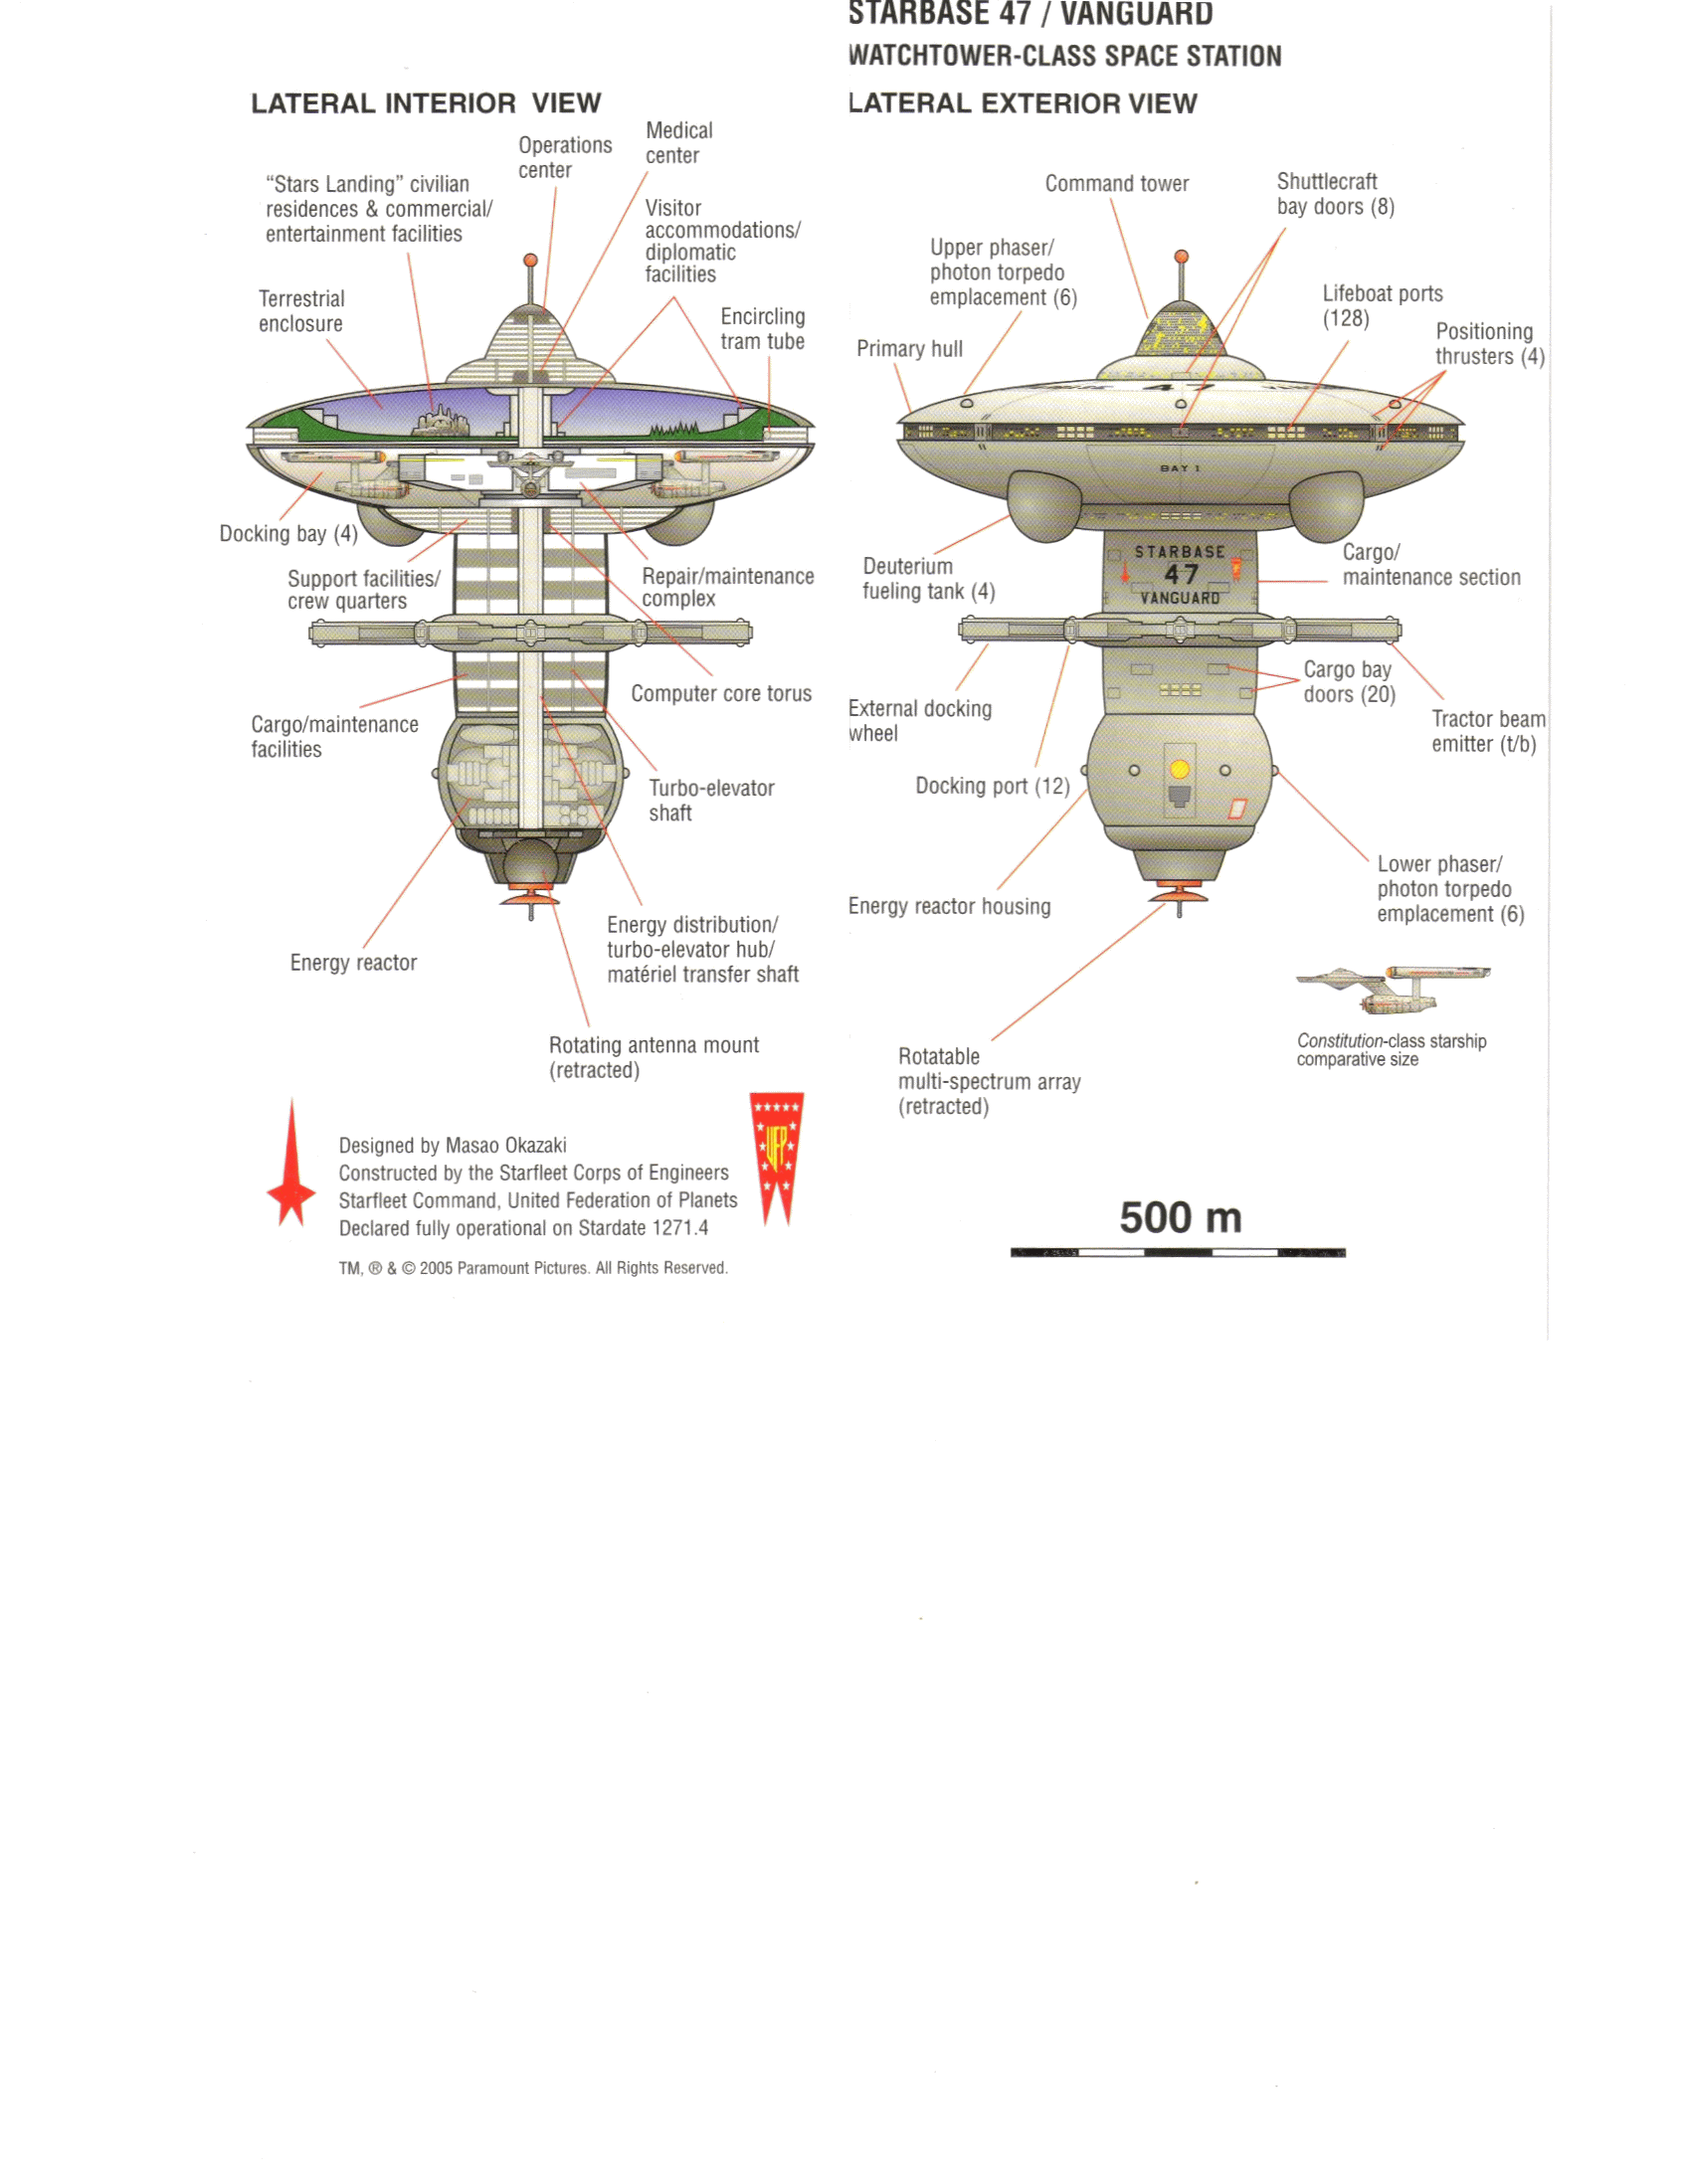 STARBASE 47 / VANGUARD
WATCHTOWER-CLASS SPACE STATION
LATERAL INTERIOR VIEW
Operations
center
Medical
center
“Stars Landing” civilian
residences & commercial/
entertainment facilities
Visitor
accommodations/
diplomatic
facilities
Terrestrial
enclosure
Encircling
tram tube
Docking bay (4)
Support facilities/
crew quarters
Repair/maintenance
complex
Computer core torus
Cargo/maintenance
facilities
Turbo-elevator
shaft
Energy distribution/
turbo-elevator hub/
matériel transfer shaft
Energy reactor
Rotating antenna mount
(retracted)
Designed by Masao Okazaki
Constructed by the Starfleet Corps of Engineers
Starfleet Command, United Federation of Planets
Declared fully operational on Stardate 1271.4
TM, ® & © 2005 Paramount Pictures. All Rights Reserved.
UFP
LATERAL EXTERIOR VIEW
Command tower
Shuttlecraft
bay doors (8)
Upper phaser/
photon torpedo
emplacement (6)
Lifeboat ports
(128)
Positioning
thrusters (4)
Primary hull
47
BAY 1
Deuterium
fueling tank (4)
STARBASE
47
VANGUARD
Cargo/
maintenance section
External docking
wheel
Cargo bay
doors (20)
Tractor beam
emitter (t/b)
Docking port (12)
Energy reactor housing
Lower phaser/
photon torpedo
emplacement (6)
Rotatable
multi-spectrum array
(retracted)
Constitution-class starship
comparative size
500 m